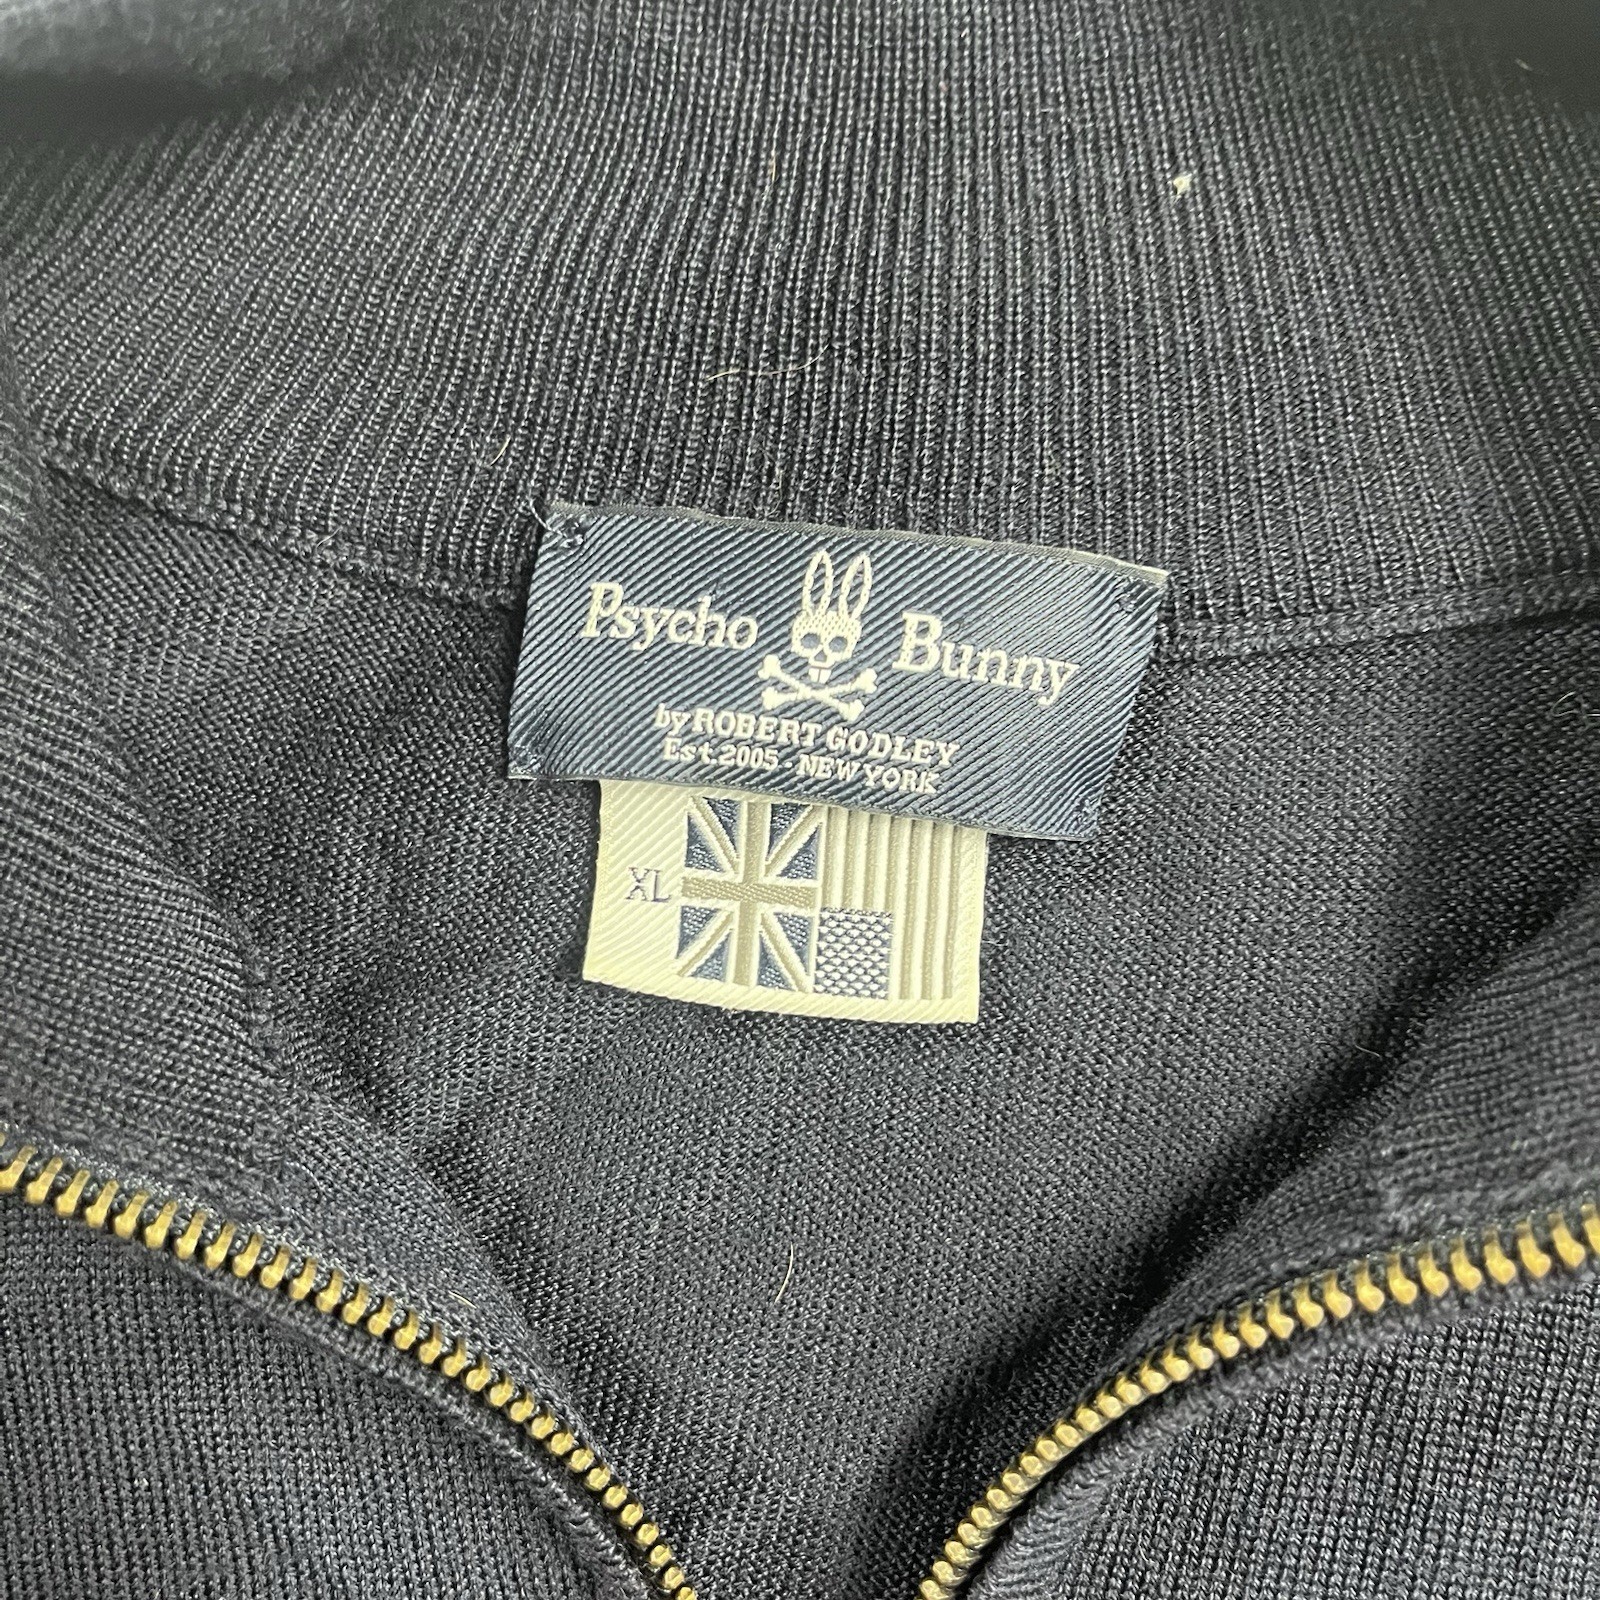 Psycho Bunny
by ROBERT GODLEY
Est.2005 - NEW YORK
XL